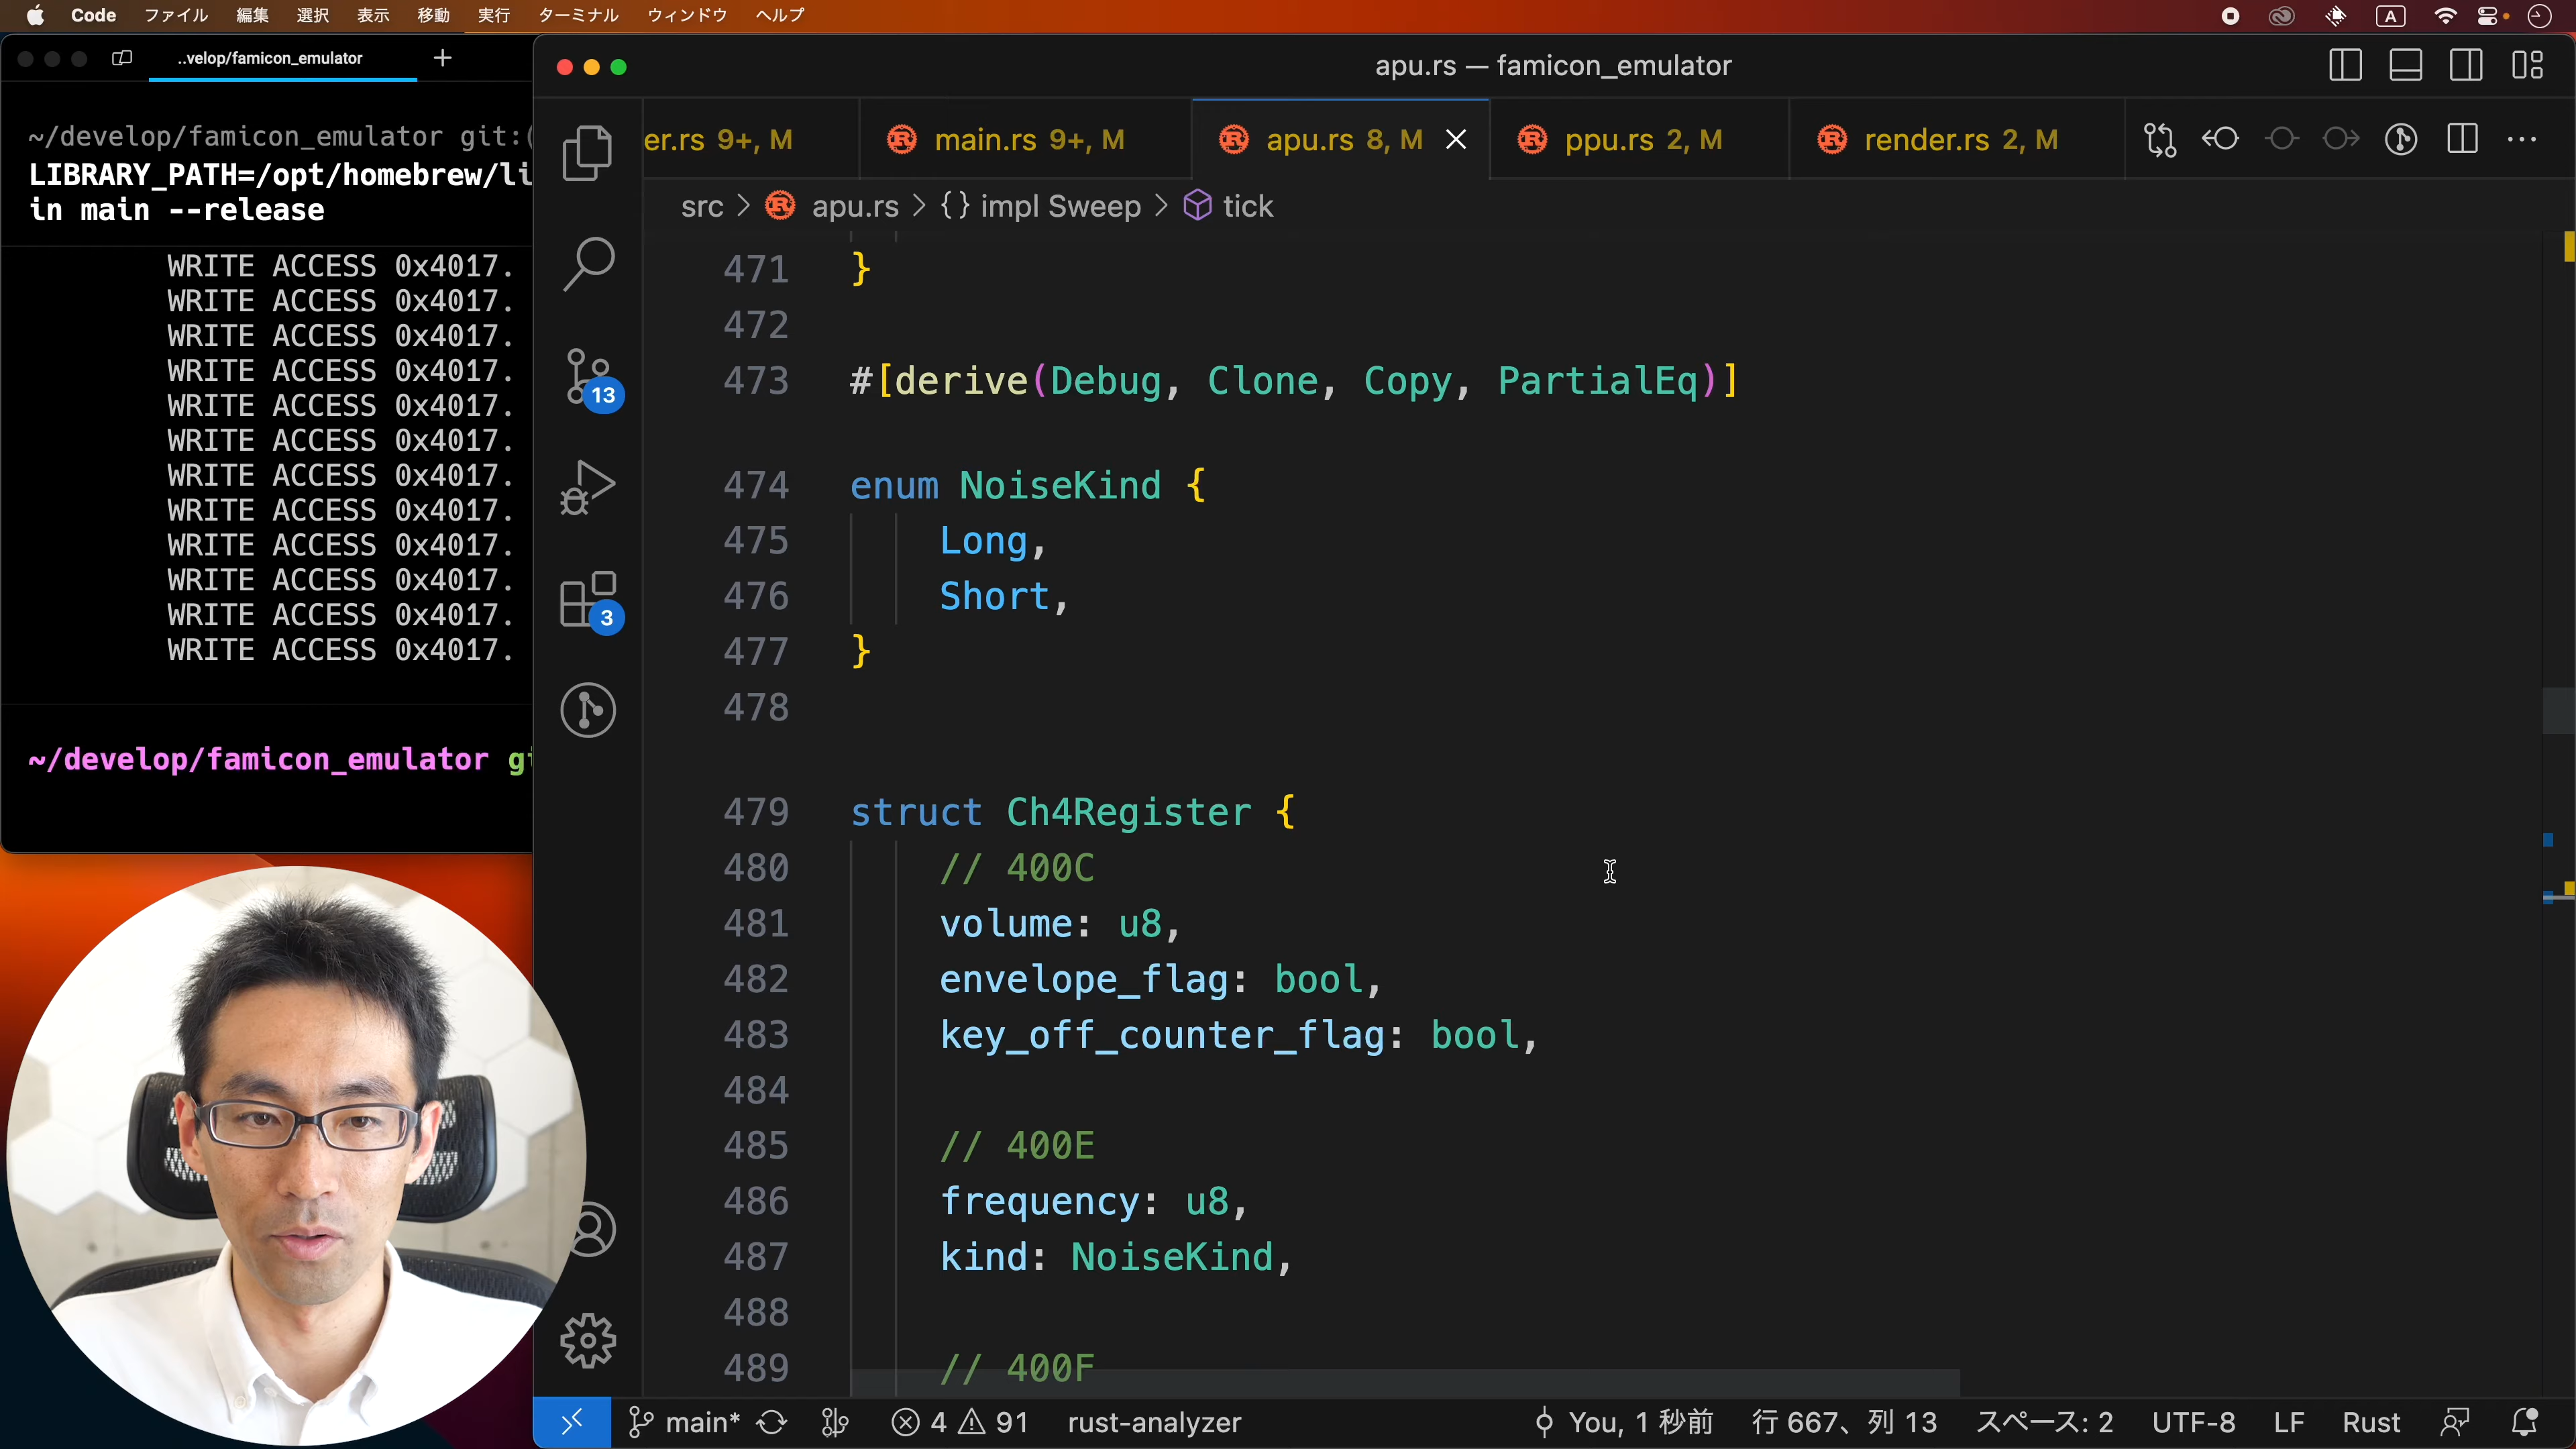 Code ファイル 編集 選択 表示 移動 実行 ターミナル ウィンドウ ヘルプ A
..velop/famicon_emulator +
~/develop/famicon_emulator git:(
LIBRARY_PATH=/opt/homebrew/li
in main --release
WRITE ACCESS 0x4017.
WRITE ACCESS 0x4017.
WRITE ACCESS 0x4017.
WRITE ACCESS 0x4017.
WRITE ACCESS 0x4017.
WRITE ACCESS 0x4017.
WRITE ACCESS 0x4017.
WRITE ACCESS 0x4017.
WRITE ACCESS 0x4017.
WRITE ACCESS 0x4017.
WRITE ACCESS 0x4017.
WRITE ACCESS 0x4017.
~/develop/famicon_emulator gi
apu.rs — famicon_emulator
er.rs 9+, M main.rs 9+, M apu.rs 8, M ppu.rs 2, M render.rs 2, M
src > apu.rs > {} impl Sweep > tick
13
3
471 }
472
473 #[derive(Debug, Clone, Copy, PartialEq)]
474 enum NoiseKind {
475 Long,
476 Short,
477 }
478
479 struct Ch4Register {
480 // 400C
481 volume: u8,
482 envelope_flag: bool,
483 key_off_counter_flag: bool,
484
485 // 400E
486 frequency: u8,
487 kind: NoiseKind,
488
489 // 400F
main* 4 91 rust-analyzer You, 1 秒前 行 667、列 13 スペース: 2 UTF-8 LF Rust